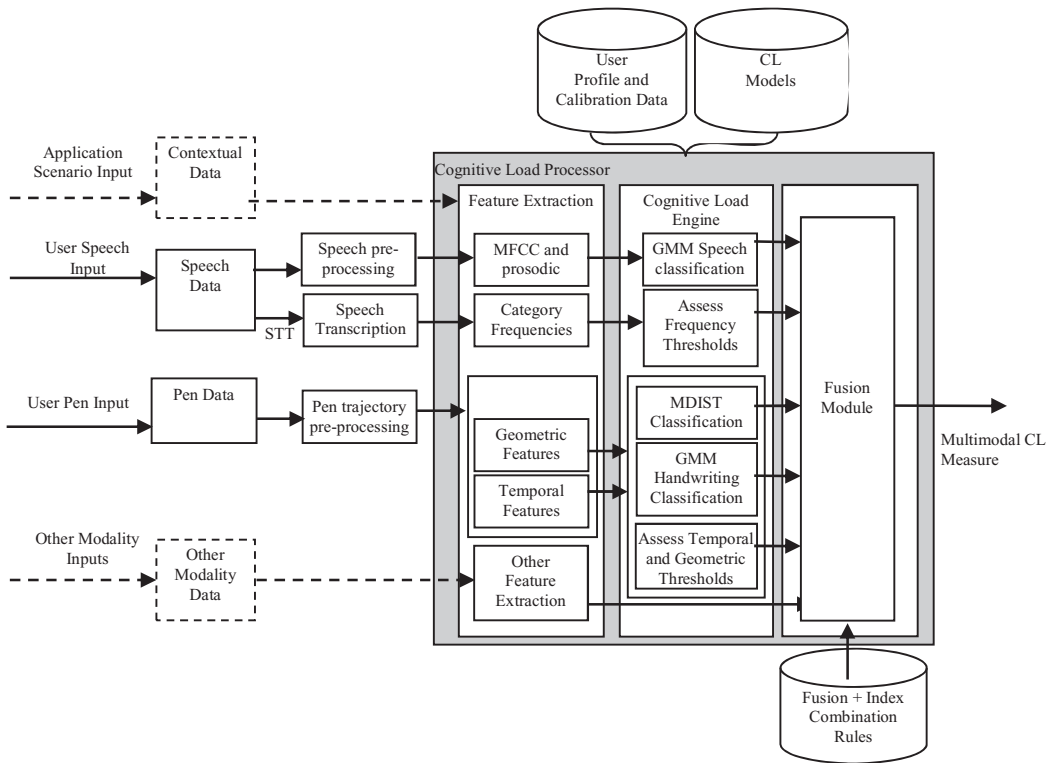 User
Profile and
Calibration Data
CL
Models
Application
Scenario Input
Contextual
Data
Cognitive Load Processor
Feature Extraction
Cognitive Load
Engine
User Speech
Input
Speech
Data
Speech pre-
processing
MFCC and
prosodic
GMM Speech
classification
STT
Speech
Transcription
Category
Frequencies
Assess
Frequency
Thresholds
User Pen Input
Pen Data
Pen trajectory
pre-processing
Geometric
Features
Temporal
Features
MDIST
Classification
GMM
Handwriting
Classification
Assess Temporal
and Geometric
Thresholds
Fusion
Module
Multimodal CL
Measure
Other Modality
Inputs
Other
Modality
Data
Other
Feature
Extraction
Fusion + Index
Combination
Rules